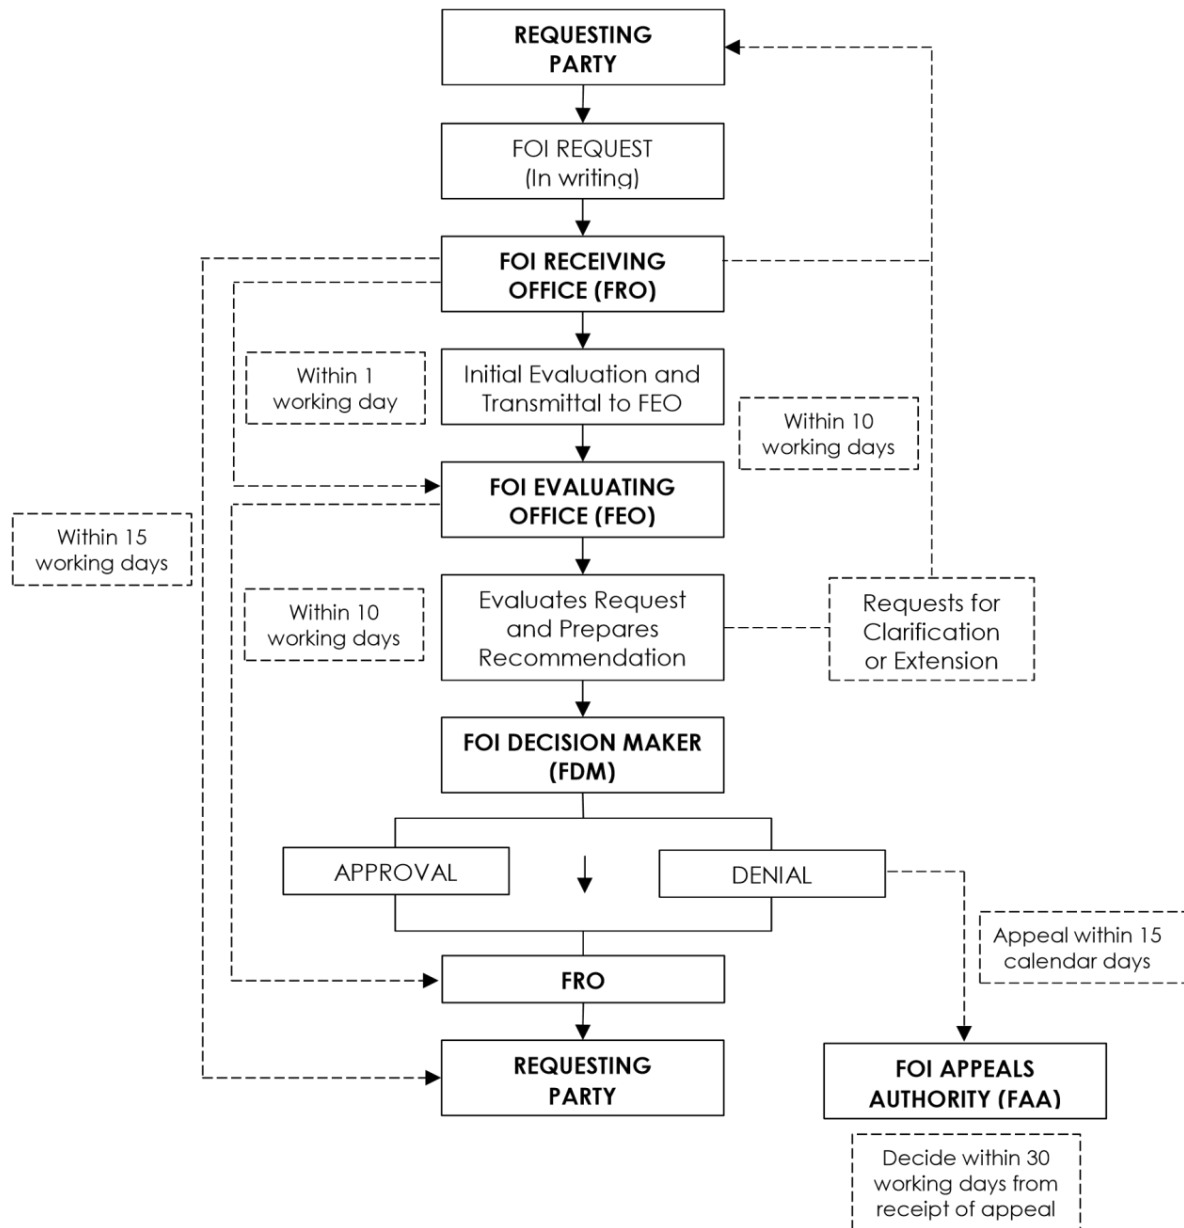 REQUESTING
PARTY
FOI REQUEST
(In writing)
FOI RECEIVING
OFFICE (FRO)
Within 1
working day
Initial Evaluation and
Transmittal to FEO
Within 10
working days
FOI EVALUATING
OFFICE (FEO)
Within 15
working days
Within 10
working days
Evaluates Request
and Prepares
Recommendation
Requests for
Clarification
or Extension
FOI DECISION MAKER
(FDM)
APPROVAL
DENIAL
Appeal within 15
calendar days
FRO
REQUESTING
PARTY
FOI APPEALS
AUTHORITY (FAA)
Decide within 30
working days from
receipt of appeal